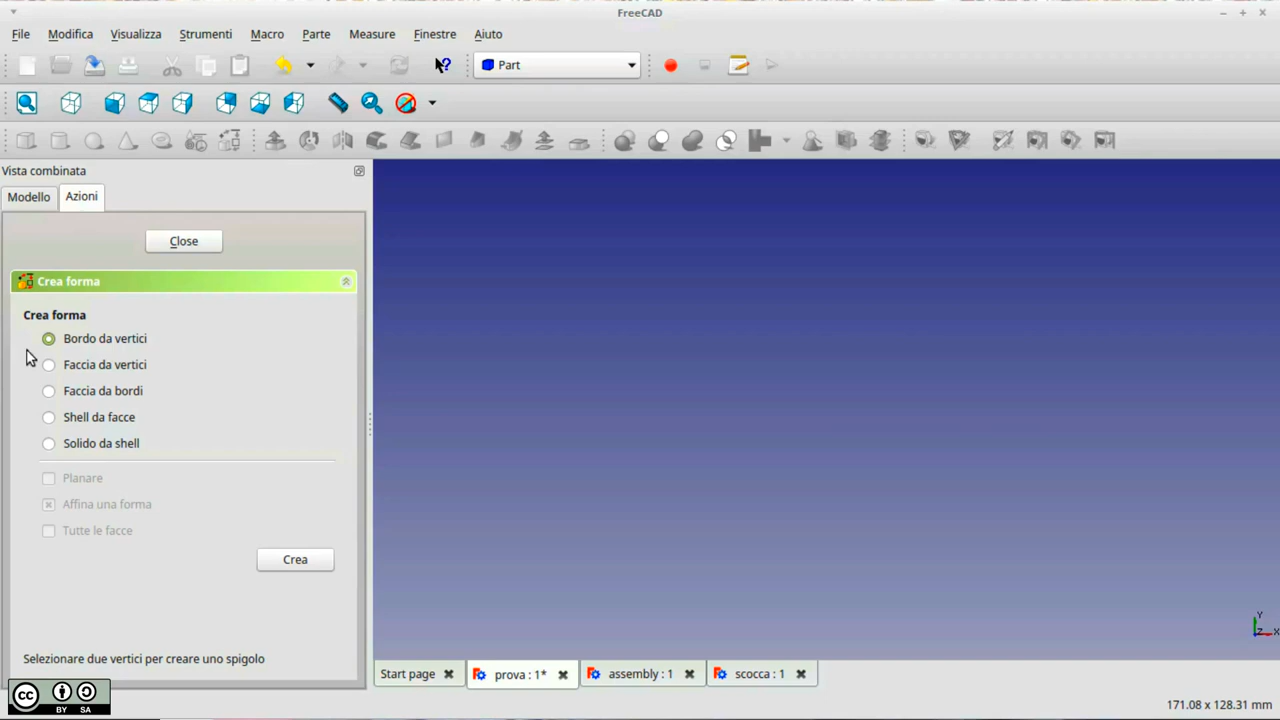 FreeCAD
File Modifica Visualizza Strumenti Macro Parte Measure Finestre Aiuto
Part
Vista combinata
Modello Azioni
Close
Crea forma
Crea forma
Bordo da vertici
Faccia da vertici
Faccia da bordi
Shell da facce
Solido da shell
Planare
Affina una forma
Tutte le facce
Crea
Selezionare due vertici per creare uno spigolo
Y
Z X
Start page prova : 1* assembly : 1 scocca : 1
cc BY SA
171.08 x 128.31 mm